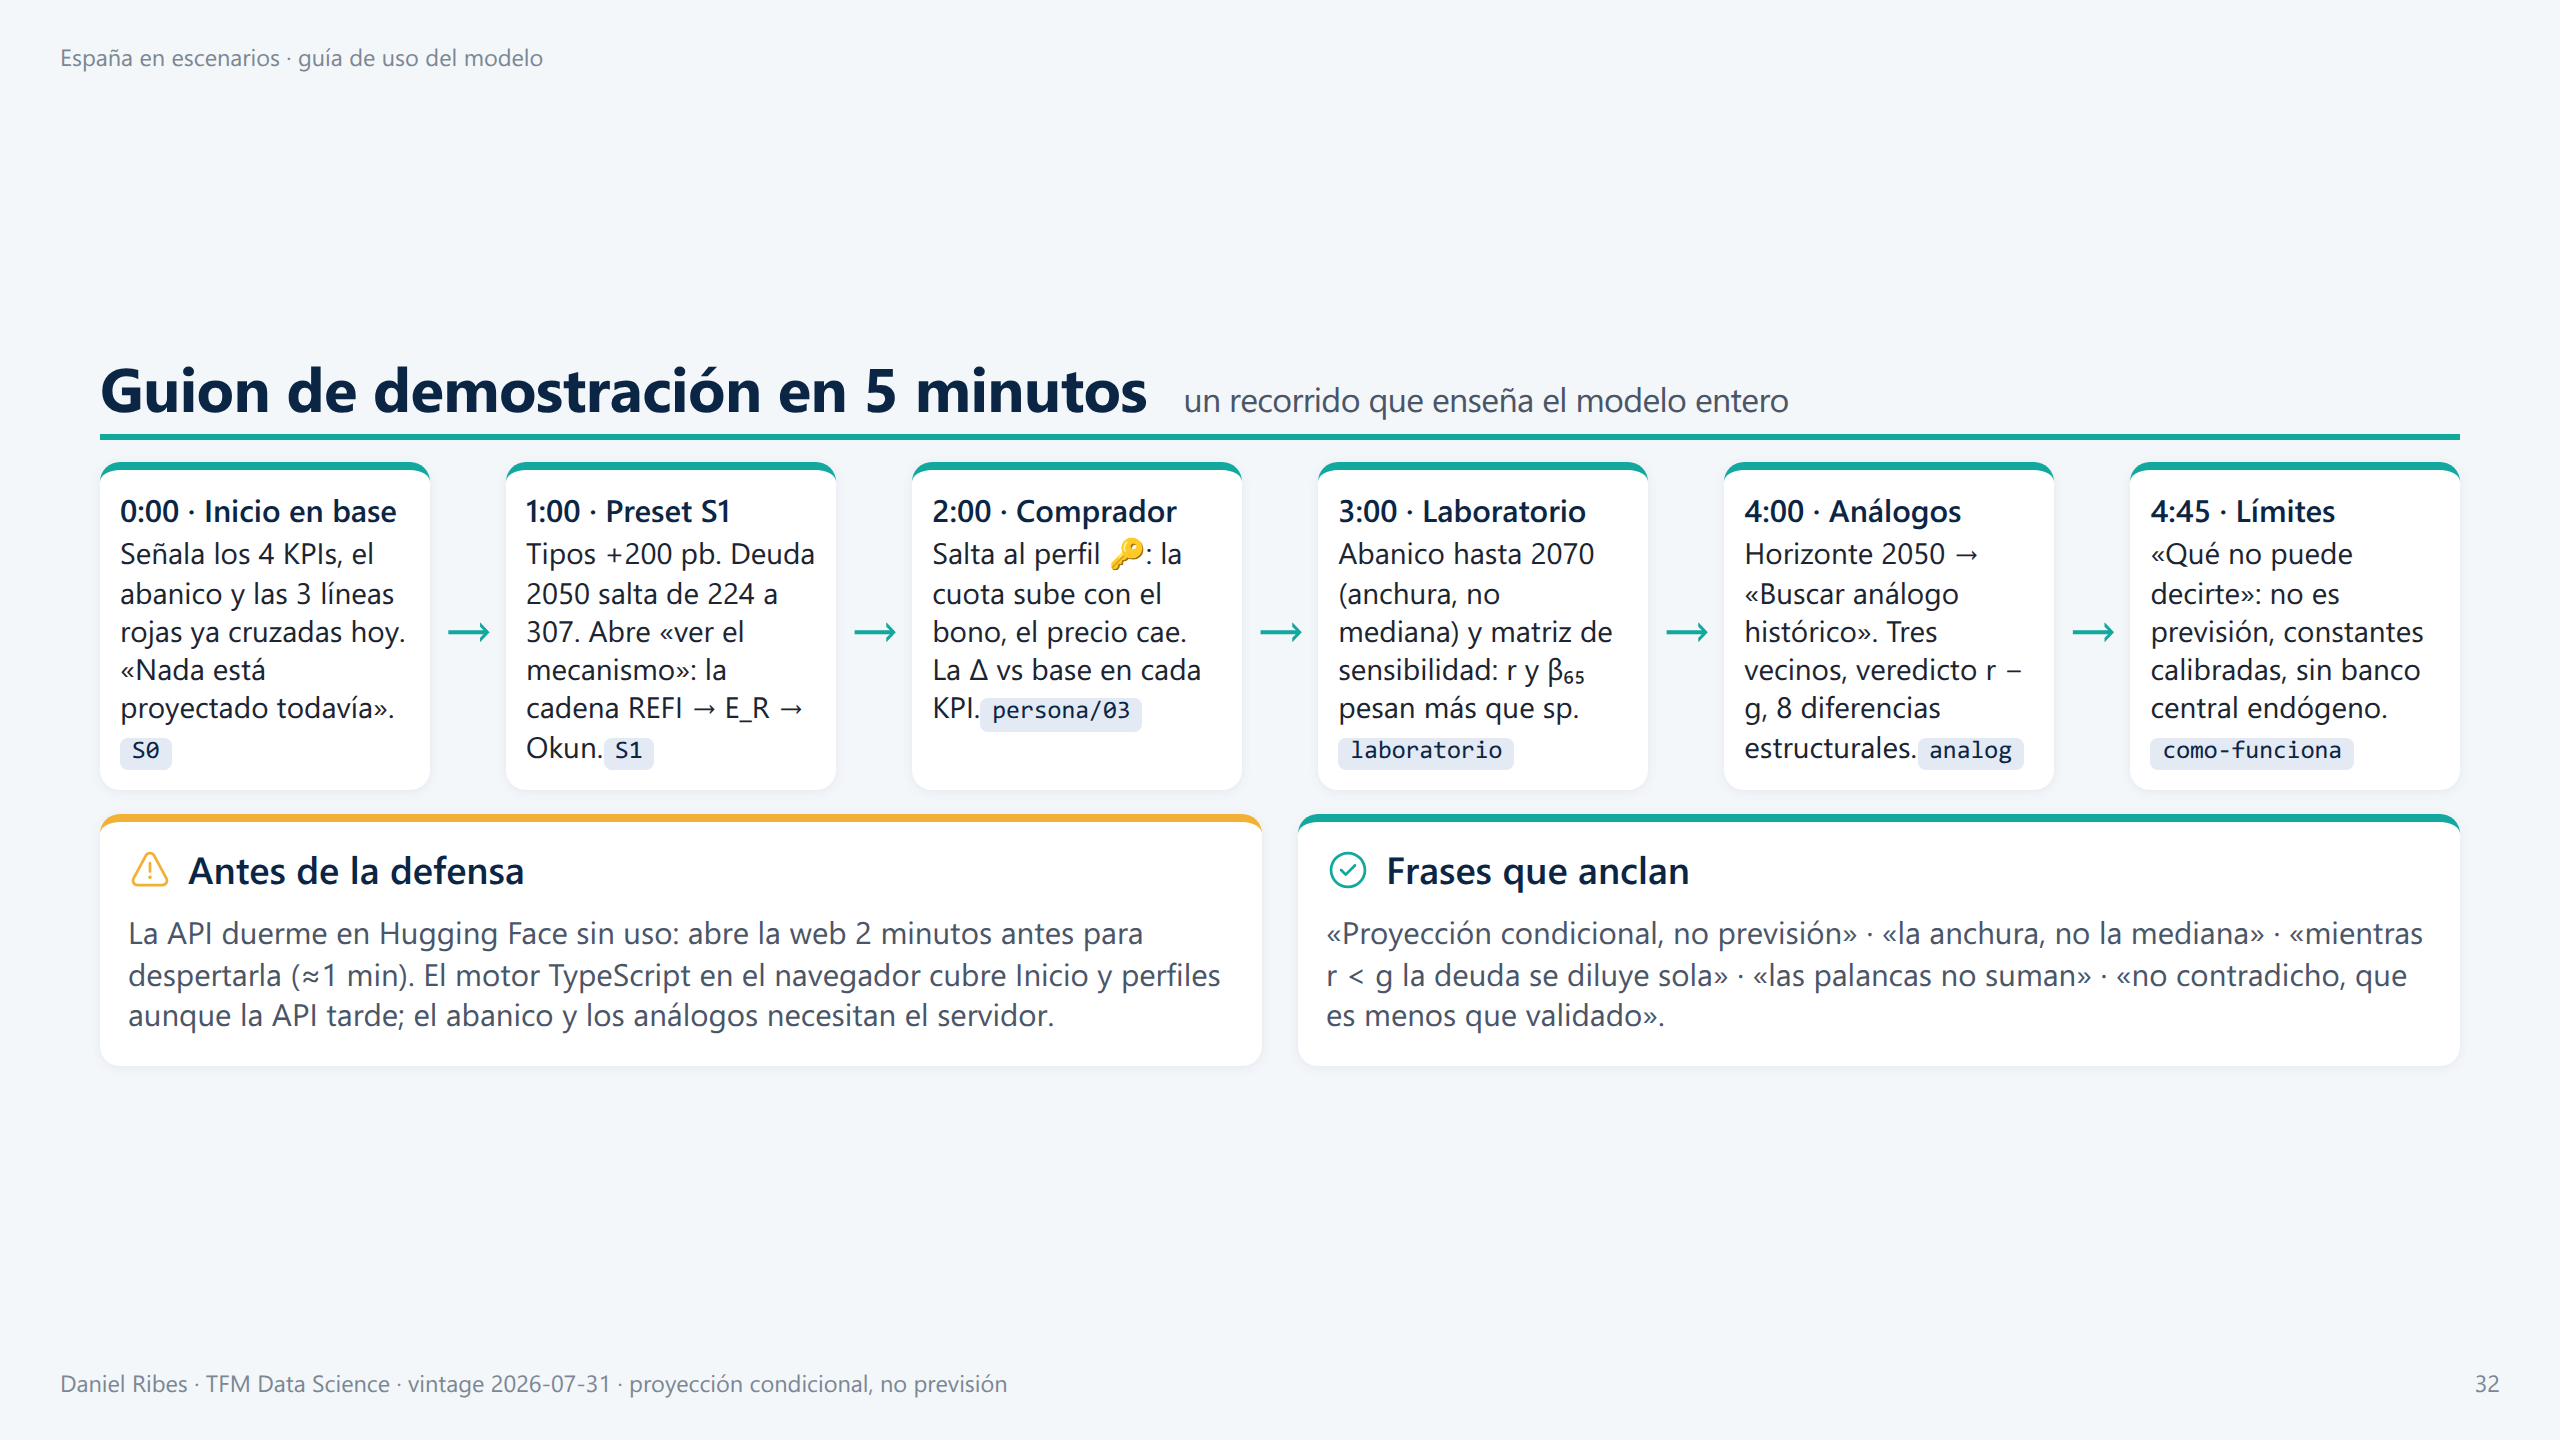 España en escenarios · guía de uso del modelo
Guion de demostración en 5 minutos un recorrido que enseña el modelo entero
0:00 · Inicio en base
Señala los 4 KPIs, el
abanico y las 3 líneas
rojas ya cruzadas hoy.
«Nada está
proyectado todavía».
S0
→
1:00 · Preset S1
Tipos +200 pb. Deuda
2050 salta de 224 a
307. Abre «ver el
mecanismo»: la
cadena REFI → E_R →
Okun. S1
→
2:00 · Comprador
Salta al perfil 🔑: la
cuota sube con el
bono, el precio cae.
La Δ vs base en cada
KPI. persona/03
→
3:00 · Laboratorio
Abanico hasta 2070
(anchura, no
mediana) y matriz de
sensibilidad: r y β₆₅
pesan más que sp.
laboratorio
→
4:00 · Análogos
Horizonte 2050 →
«Buscar análogo
histórico». Tres
vecinos, veredicto r −
g, 8 diferencias
estructurales. analog
→
4:45 · Límites
«Qué no puede
decirte»: no es
previsión, constantes
calibradas, sin banco
central endógeno.
como-funciona
Antes de la defensa
La API duerme en Hugging Face sin uso: abre la web 2 minutos antes para
despertarla (≈1 min). El motor TypeScript en el navegador cubre Inicio y perfiles
aunque la API tarde; el abanico y los análogos necesitan el servidor.
Frases que anclan
«Proyección condicional, no previsión» · «la anchura, no la mediana» · «mientras
r < g la deuda se diluye sola» · «las palancas no suman» · «no contradicho, que
es menos que validado».
Daniel Ribes · TFM Data Science · vintage 2026-07-31 · proyección condicional, no previsión
32